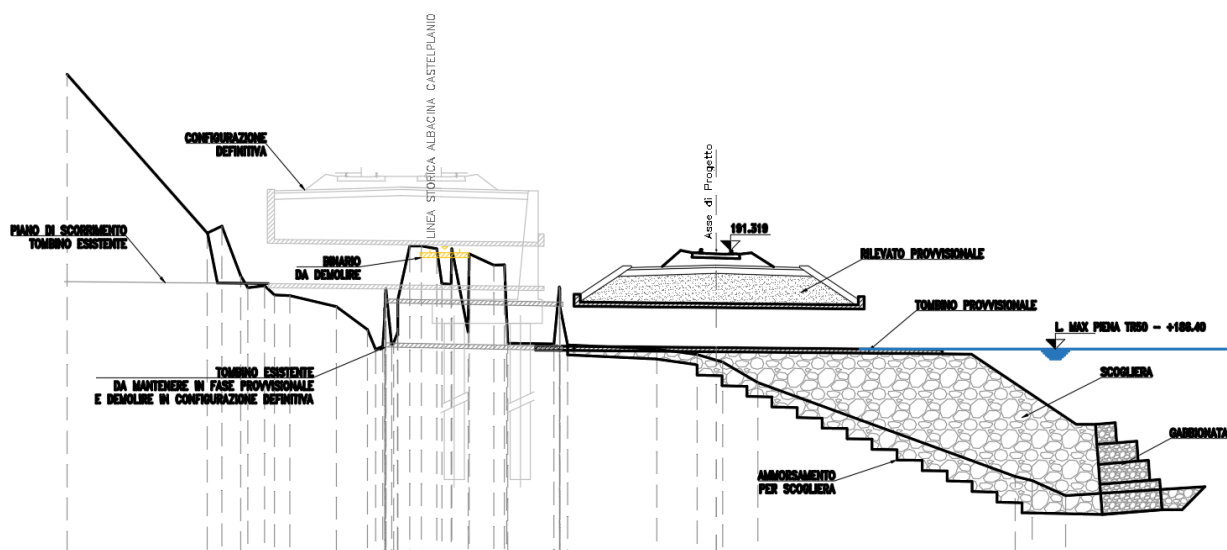 LINEA STORICA ALBACINA CASTELPLANIO
CONFIGURAZIONE
DEFINITIVA
Asse di Progetto
PIANO DI SCORRIMENTO
TOMBINO ESISTENTE
191.319
BINARIO
DA DEMOLIRE
RILEVATO PROVVISIONALE
TOMBINO PROVVISIONALE
L. MAX PIENA TR50 - +186.40
TOMBINO ESISTENTE
DA MANTENERE IN FASE PROVVISIONALE
E DEMOLIRE IN CONFIGURAZIONE DEFINITIVA
SCOGLIERA
GABBIONATA
AMMORSAMENTO
PER SCOGLIERA